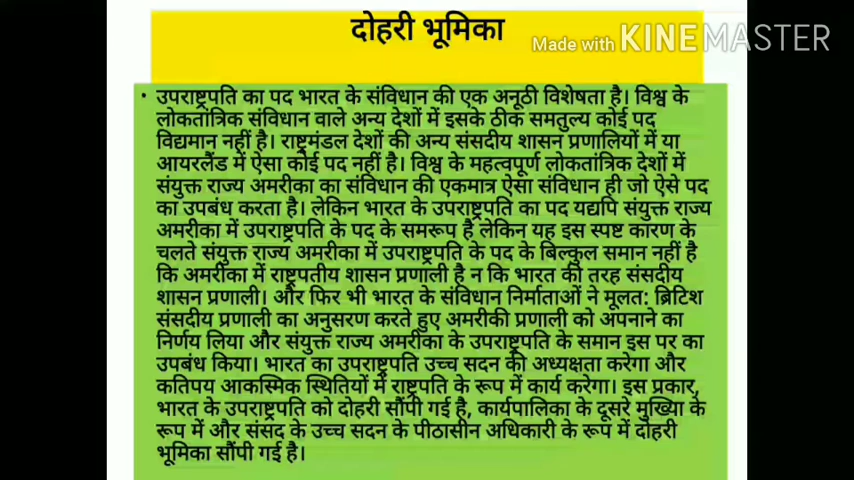 दोहरी भूमिका
Made with KINEMASTER
• उपराष्ट्रपति का पद भारत के संविधान की एक अनूठी विशेषता है। विश्व के
लोकतांत्रिक संविधान वाले अन्य देशों में इसके ठीक समतुल्य कोई पद
विद्यमान नहीं है। राष्ट्रमंडल देशों की अन्य संसदीय शासन प्रणालियों में या
आयरलैंड में ऐसा कोई पद नहीं है। विश्व के महत्वपूर्ण लोकतांत्रिक देशों में
संयुक्त राज्य अमरीका का संविधान की एकमात्र ऐसा संविधान ही जो ऐसे पद
का उपबंध करता है। लेकिन भारत के उपराष्ट्रपति का पद यद्यपि संयुक्त राज्य
अमरीका में उपराष्ट्रपति के पद के समरूप है लेकिन यह इस स्पष्ट कारण के
चलते संयुक्त राज्य अमरीका में उपराष्ट्रपति के पद के बिल्कुल समान नहीं है
कि अमरीका में राष्ट्रपतीय शासन प्रणाली है न कि भारत की तरह संसदीय
शासन प्रणाली। और फिर भी भारत के संविधान निर्माताओं ने मूलत: ब्रिटिश
संसदीय प्रणाली का अनुसरण करते हुए अमरीकी प्रणाली को अपनाने का
निर्णय लिया और संयुक्त राज्य अमरीका के उपराष्ट्रपति के समान इस पर का
उपबंध किया। भारत का उपराष्ट्रपति उच्च सदन की अध्यक्षता करेगा और
कतिपय आकस्मिक स्थितियों में राष्ट्रपति के रूप में कार्य करेगा। इस प्रकार,
भारत के उपराष्ट्रपति को दोहरी सौंपी गई है, कार्यपालिका के दूसरे मुख्यिा के
रूप में और संसद के उच्च सदन के पीठासीन अधिकारी के रूप में दोहरी
भूमिका सौंपी गई है।